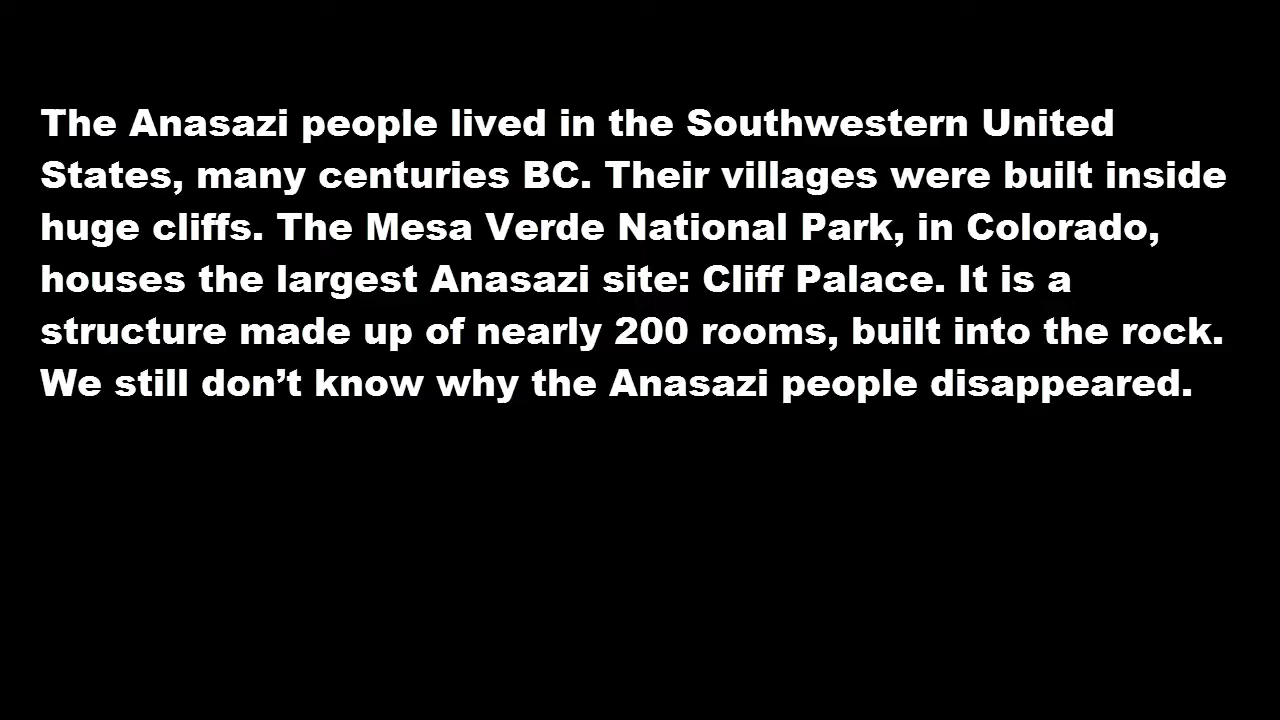 The Anasazi people lived in the Southwestern United
States, many centuries BC. Their villages were built inside
huge cliffs. The Mesa Verde National Park, in Colorado,
houses the largest Anasazi site: Cliff Palace. It is a
structure made up of nearly 200 rooms, built into the rock.
We still don’t know why the Anasazi people disappeared.